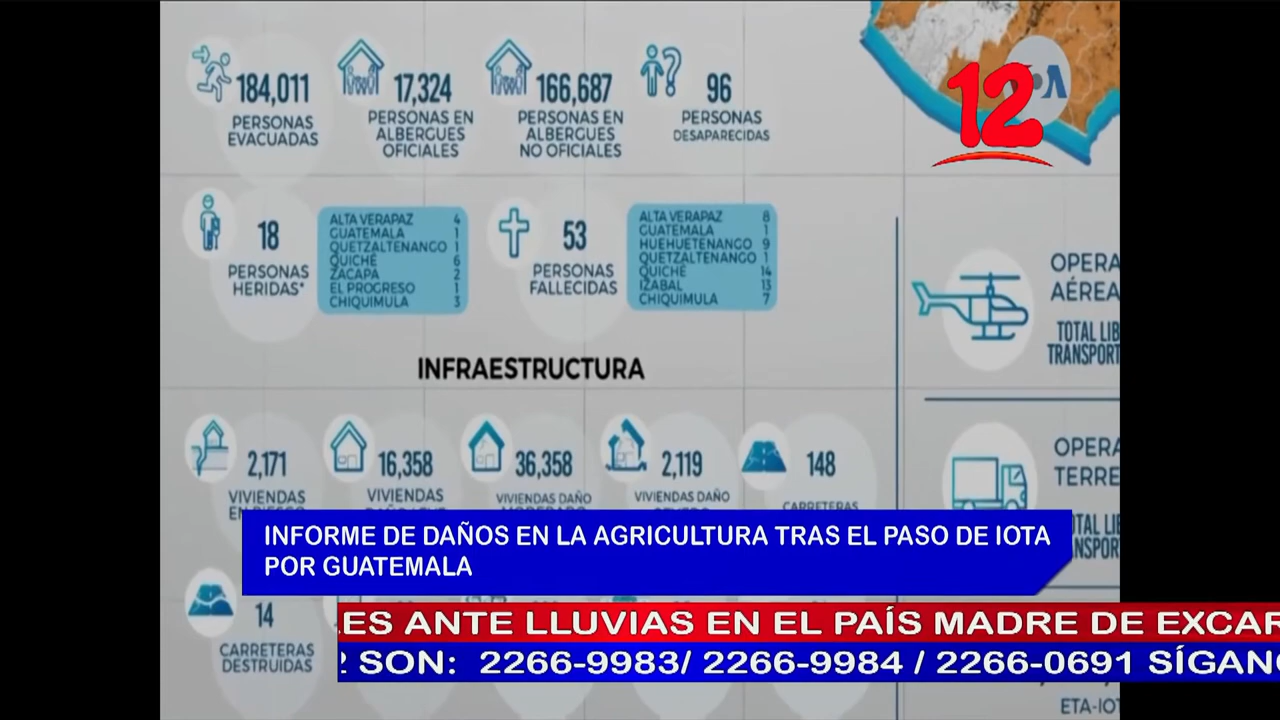 184,011
PERSONAS
EVACUADAS
17,324
PERSONAS EN
ALBERGUES
OFICIALES
166,687
PERSONAS EN
ALBERGUES
NO OFICIALES
96
PERSONAS
DESAPARECIDAS
12
18
PERSONAS
HERIDAS*
ALTA VERAPAZ 4
GUATEMALA 1
QUETZALTENANGO 1
QUICHÉ 6
ZACAPA 2
EL PROGRESO 1
CHIQUIMULA 3
53
PERSONAS
FALLECIDAS
ALTA VERAPAZ 8
GUATEMALA 1
HUEHUETENANGO 9
QUETZALTENANGO 1
QUICHÉ 14
IZABAL 13
CHIQUIMULA 7
OPERA
AÉREA
TOTAL LIB
TRANSPORT
INFRAESTRUCTURA
2,171
VIVIENDAS
16,358
VIVIENDAS
36,358
VIVIENDAS DAÑO
2,119
VIVIENDAS DAÑO
148
CARRETERAS
OPERA
TERRE
INFORME DE DAÑOS EN LA AGRICULTURA TRAS EL PASO DE IOTA
POR GUATEMALA
14
CARRETERAS
DESTRUIDAS
ES ANTE LLUVIAS EN EL PAÍS MADRE DE EXCAR
2 SON: 2266-9983/ 2266-9984 / 2266-0691 SÍGAN
ETA-IO